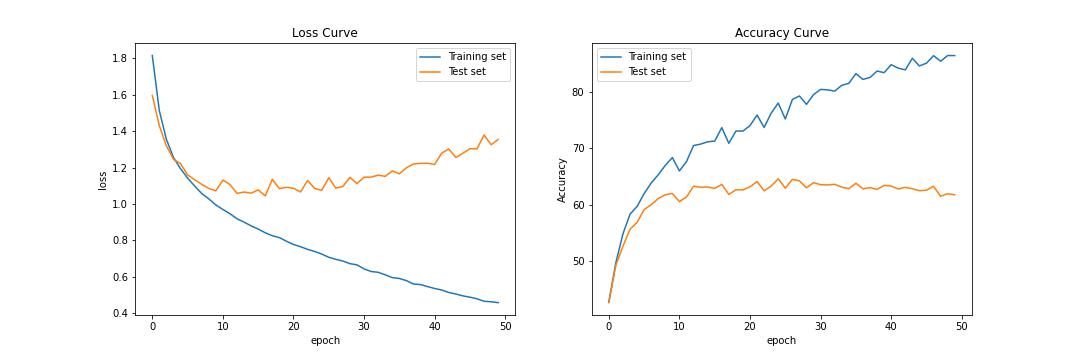 Loss Curve
Training set
Test set
1.8
1.6
1.4
1.2
1.0
0.8
0.6
0.4
loss
0 10 20 30 40 50
epoch
Accuracy Curve
Training set
Test set
80
70
60
50
Accuracy
0 10 20 30 40 50
epoch